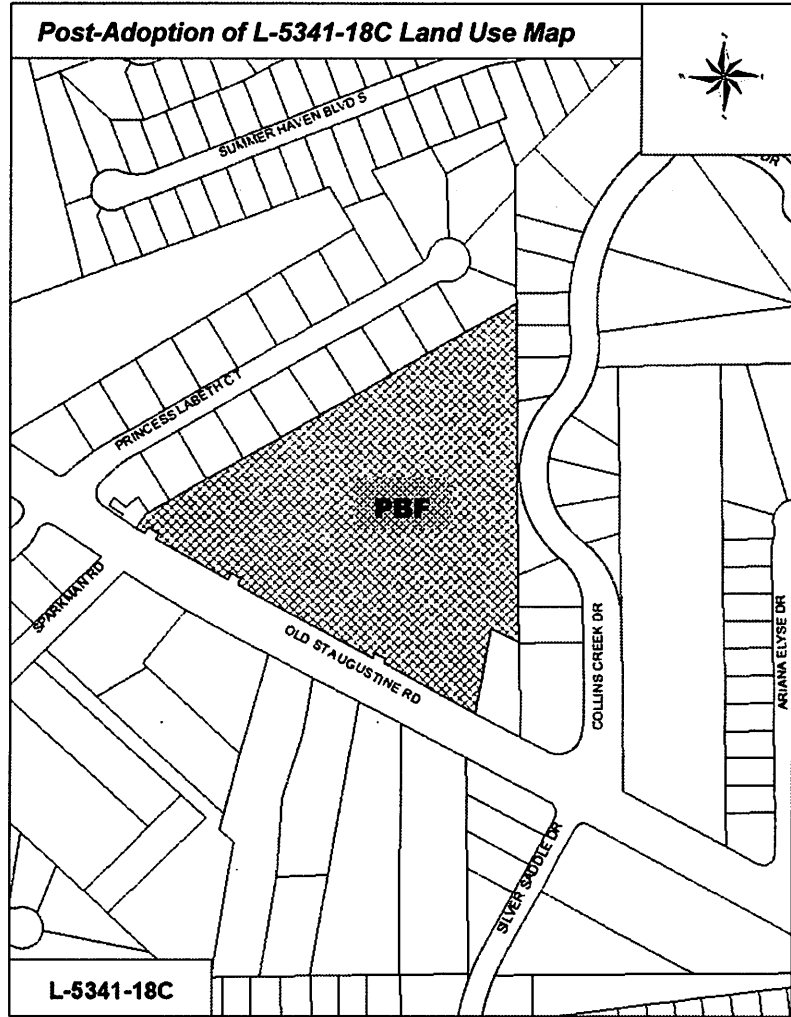 Post-Adoption of L-5341-18C Land Use Map
SUMMER HAVEN BLVD S
DR
PRINCESS LABETH CT
PBF
SPARKMAN RD
OLD ST AUGUSTINE RD
COLLINS CREEK DR
ARIANA ELYSE DR
SILVER SADDLE DR
L-5341-18C